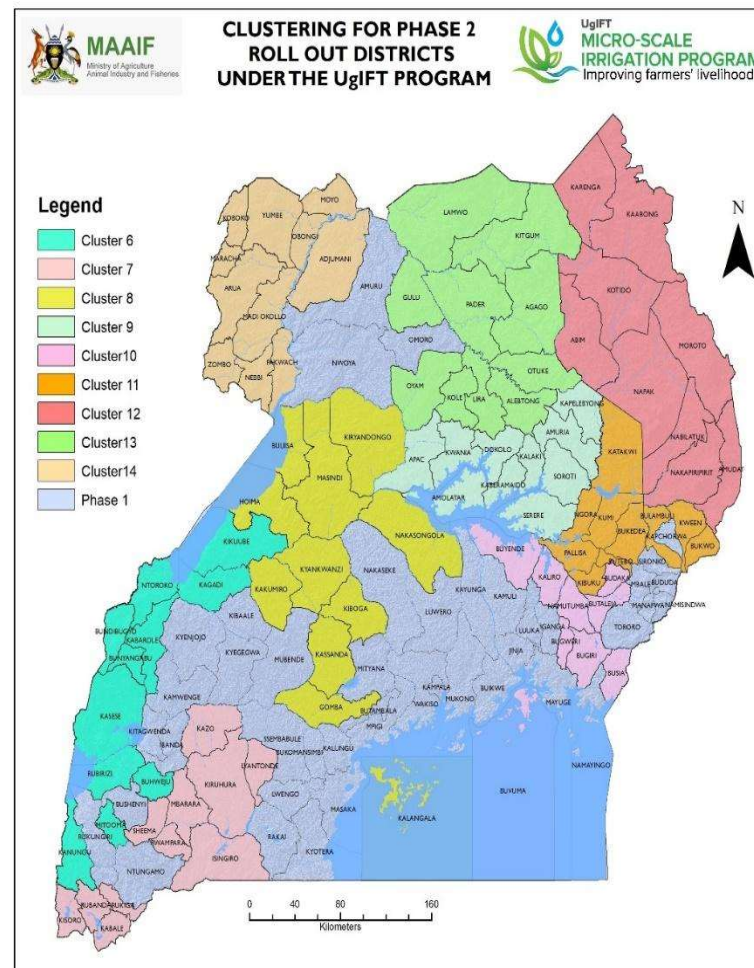 MAAIF
Ministry of Agriculture
Animal Industry and Fisheries
CLUSTERING FOR PHASE 2
ROLL OUT DISTRICTS
UNDER THE UgIFT PROGRAM
UgIFT
MICRO-SCALE
IRRIGATION PROGRAM
Improving farmers' livelihood
Legend
Cluster 6
Cluster 7
Cluster 8
Cluster 9
Cluster10
Cluster 11
Cluster 12
Cluster13
Cluster14
Phase 1
N
MOYO
KOBOKO
YUMBE
OBONGI
MARACHA
ADJUMANI
ARUA
MADI OKOLLO
ZOMBO
NEBBI
PAKWACH
AMURU
NWOYA
OMORO
LAMWO
KITGUM
GULU
PADER
AGAGO
OTUKE
OYAM
KOLE
LIRA
ALEBTONG
KARENGA
KAABONG
KOTIDO
ABIM
MOROTO
NAPAK
NABILATUK
NAKAPIRIPIRIT
AMUDAT
KAPELEBYONG
AMURIA
APAC
KWANIA
DOKOLO
KALAKI
KABERAMAIDO
SOROTI
AMOLATAR
SERERE
KATAKWI
NGORA
KUMI
BUKEDEA
BULAMBULI
KWEEN
KAPCHORWA
BUKWO
PALLISA
KIBUKU
BULIISA
KIRYANDONGO
MASINDI
HOIMA
NAKASONGOLA
KIKUUBE
KAGADI
KAKUMIRO
KYANKWANZI
KIBOGA
KASSANDA
GOMBA
NAKASEKE
LUWERO
KAYUNGA
KAMULI
BUYENDE
KALIRO
NAMUTUMBA
BUDAKA
BUTALEJA
SIRONKO
MBALE
BUDUDA
MANAFWA
NAMISINDWA
TORORO
IGANGA
BUGWERI
BUGIRI
BUSIA
LUUKA
JINJA
MAYUGE
NAMAYINGO
BUVUMA
BUIKWE
MUKONO
KAMPALA
WAKISO
MPIGI
BUTAMBALA
MITYANA
MUBENDE
KIBAALE
KYENJOJO
KYEGEGWA
NTOROKO
BUNDIBUGYO
KABAROLE
BUNYANGABU
KAMWENGE
KASESE
KITAGWENDA
IBANDA
KAZO
RUBIRIZI
BUHWEJU
KIRUHURA
LYANTONDE
SSEMBABULE
BUKOMANSIMBI
KALUNGU
LWENGO
MASAKA
KALANGALA
RAKAI
KYOTERA
BUSHENYI
MBARARA
MITOOMA
SHEEMA
RWAMPARA
RUKUNGIRI
KANUNGU
NTUNGAMO
ISINGIRO
KISORO
RUBANDA
RUKIGA
KABALE
0 40 80 160
Kilometers